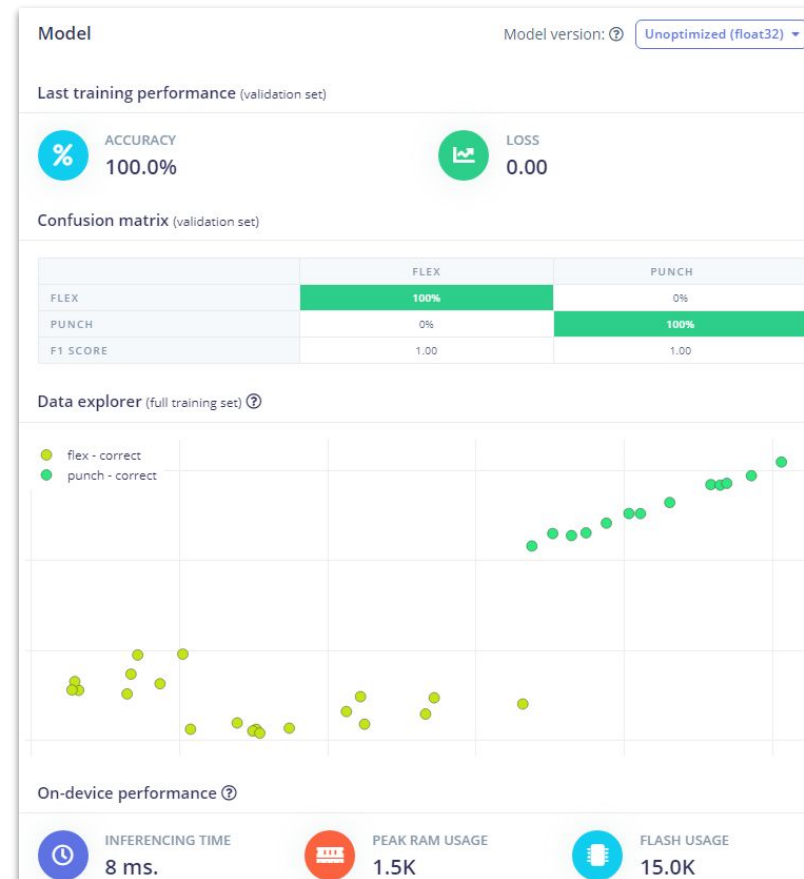 Model
Model version: Unoptimized (float32)
Last training performance (validation set)
% ACCURACY
100.0%
LOSS
0.00
Confusion matrix (validation set)
FLEX PUNCH
FLEX 100% 0%
PUNCH 0% 100%
F1 SCORE 1.00 1.00
Data explorer (full training set)
flex - correct
punch - correct
On-device performance
INFERENCING TIME
8 ms.
PEAK RAM USAGE
1.5K
FLASH USAGE
15.0K